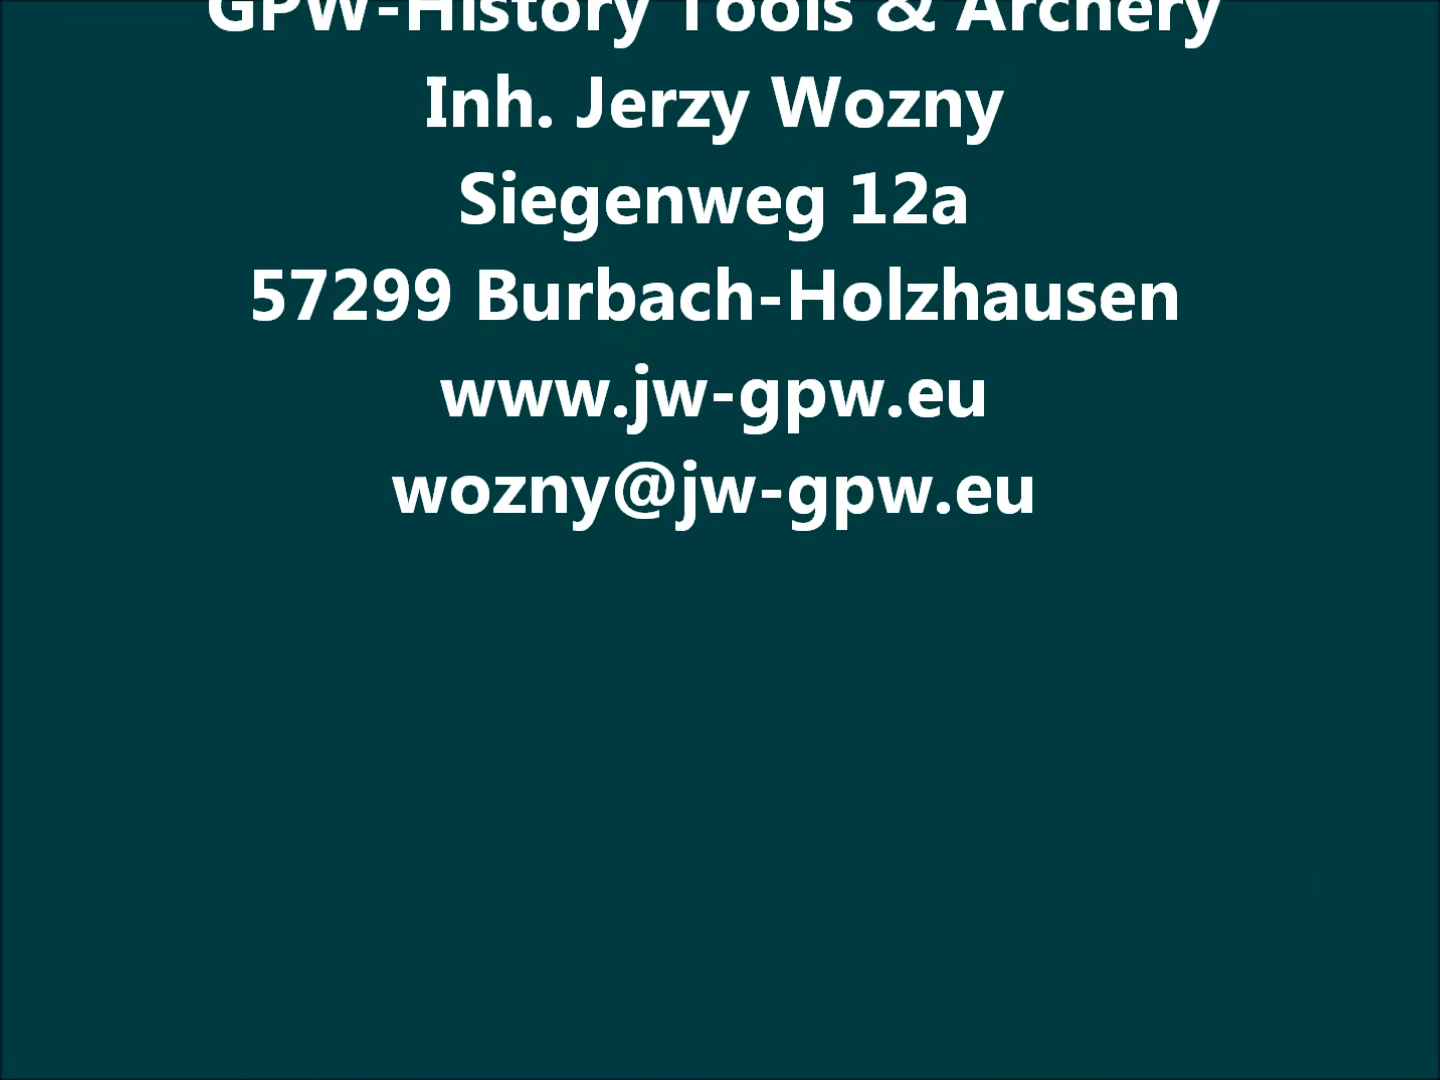 GPW-History Tools & Archery
Inh. Jerzy Wozny
Siegenweg 12a
57299 Burbach-Holzhausen
www.jw-gpw.eu
wozny@jw-gpw.eu